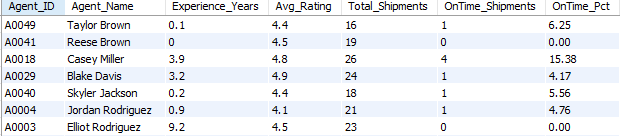 Agent_ID Agent_Name Experience_Years Avg_Rating Total_Shipments OnTime_Shipments OnTime_Pct
A0049 Taylor Brown 0.1 4.4 16 1 6.25
A0041 Reese Brown 0 4.5 19 0 0.00
A0018 Casey Miller 3.9 4.8 26 4 15.38
A0029 Blake Davis 3.2 4.9 24 1 4.17
A0040 Skyler Jackson 0.2 4.4 18 1 5.56
A0004 Jordan Rodriguez 0.9 4.1 21 1 4.76
A0003 Elliot Rodriguez 9.2 4.5 23 0 0.00